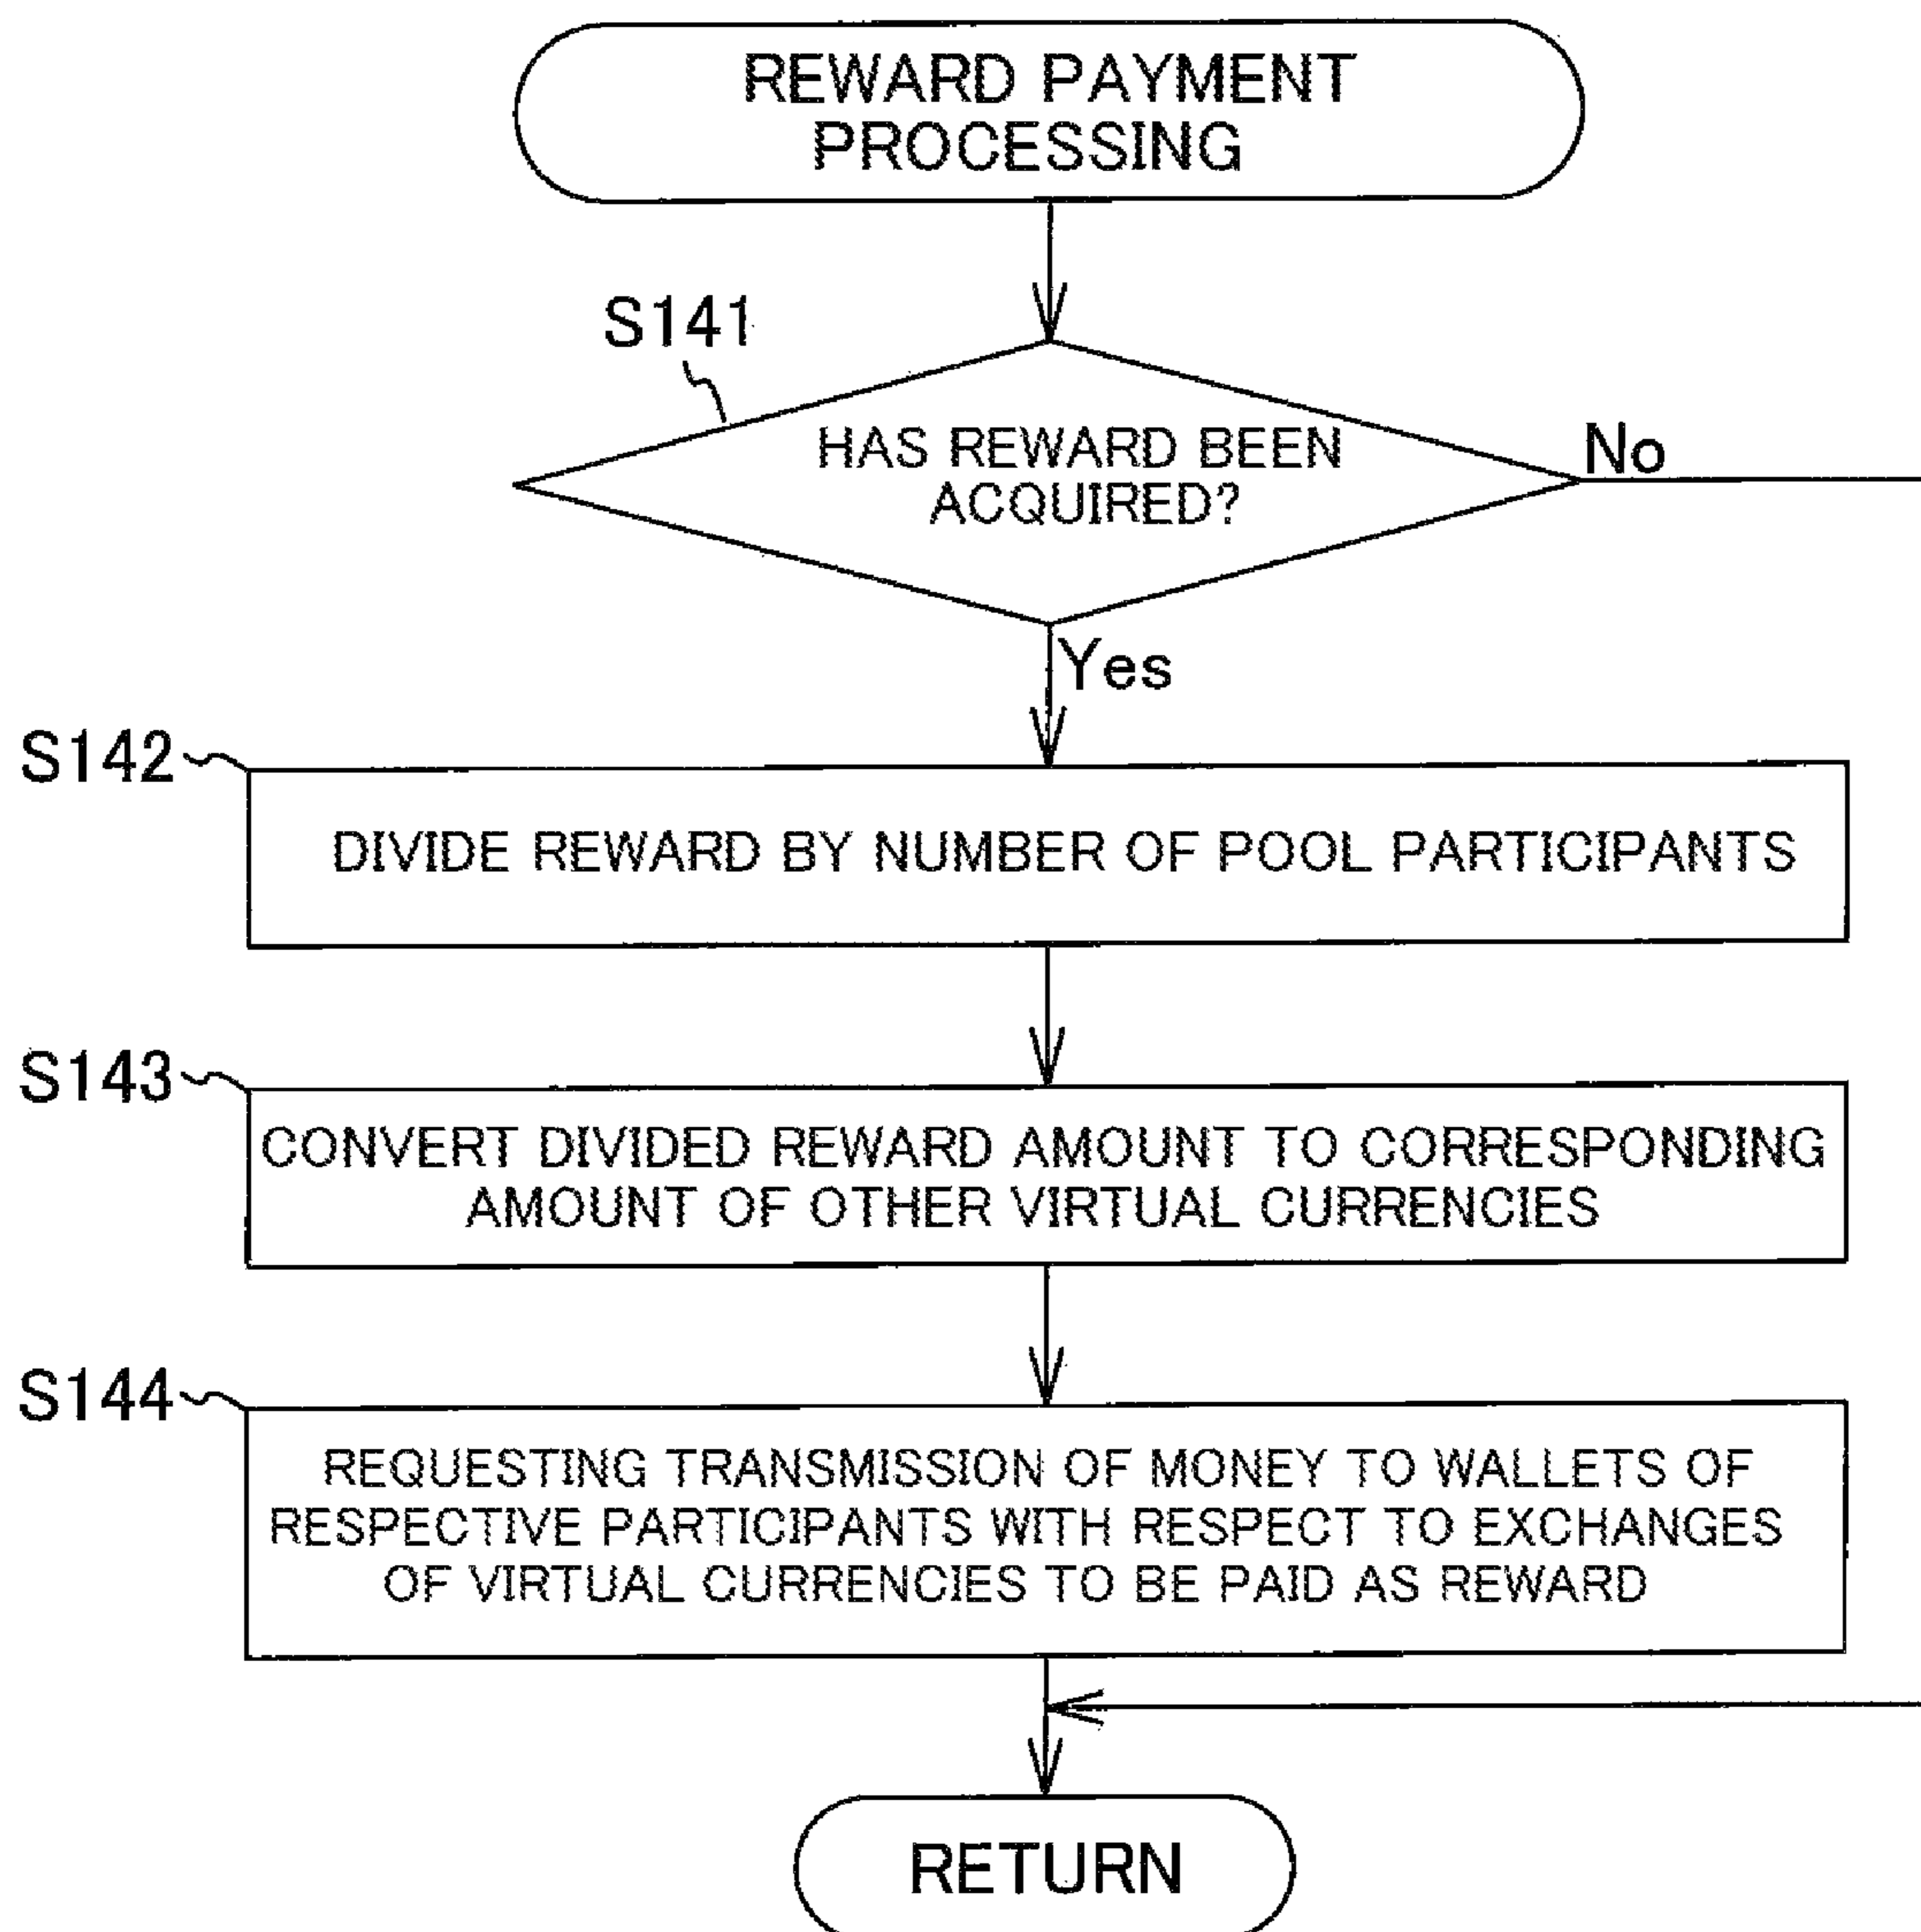 REWARD PAYMENT
PROCESSING
S141
HAS REWARD BEEN
ACQUIRED?
No
Yes
S142
DIVIDE REWARD BY NUMBER OF POOL PARTICIPANTS
S143
CONVERT DIVIDED REWARD AMOUNT TO CORRESPONDING
AMOUNT OF OTHER VIRTUAL CURRENCIES
S144
REQUESTING TRANSMISSION OF MONEY TO WALLETS OF
RESPECTIVE PARTICIPANTS WITH RESPECT TO EXCHANGES
OF VIRTUAL CURRENCIES TO BE PAID AS REWARD
RETURN